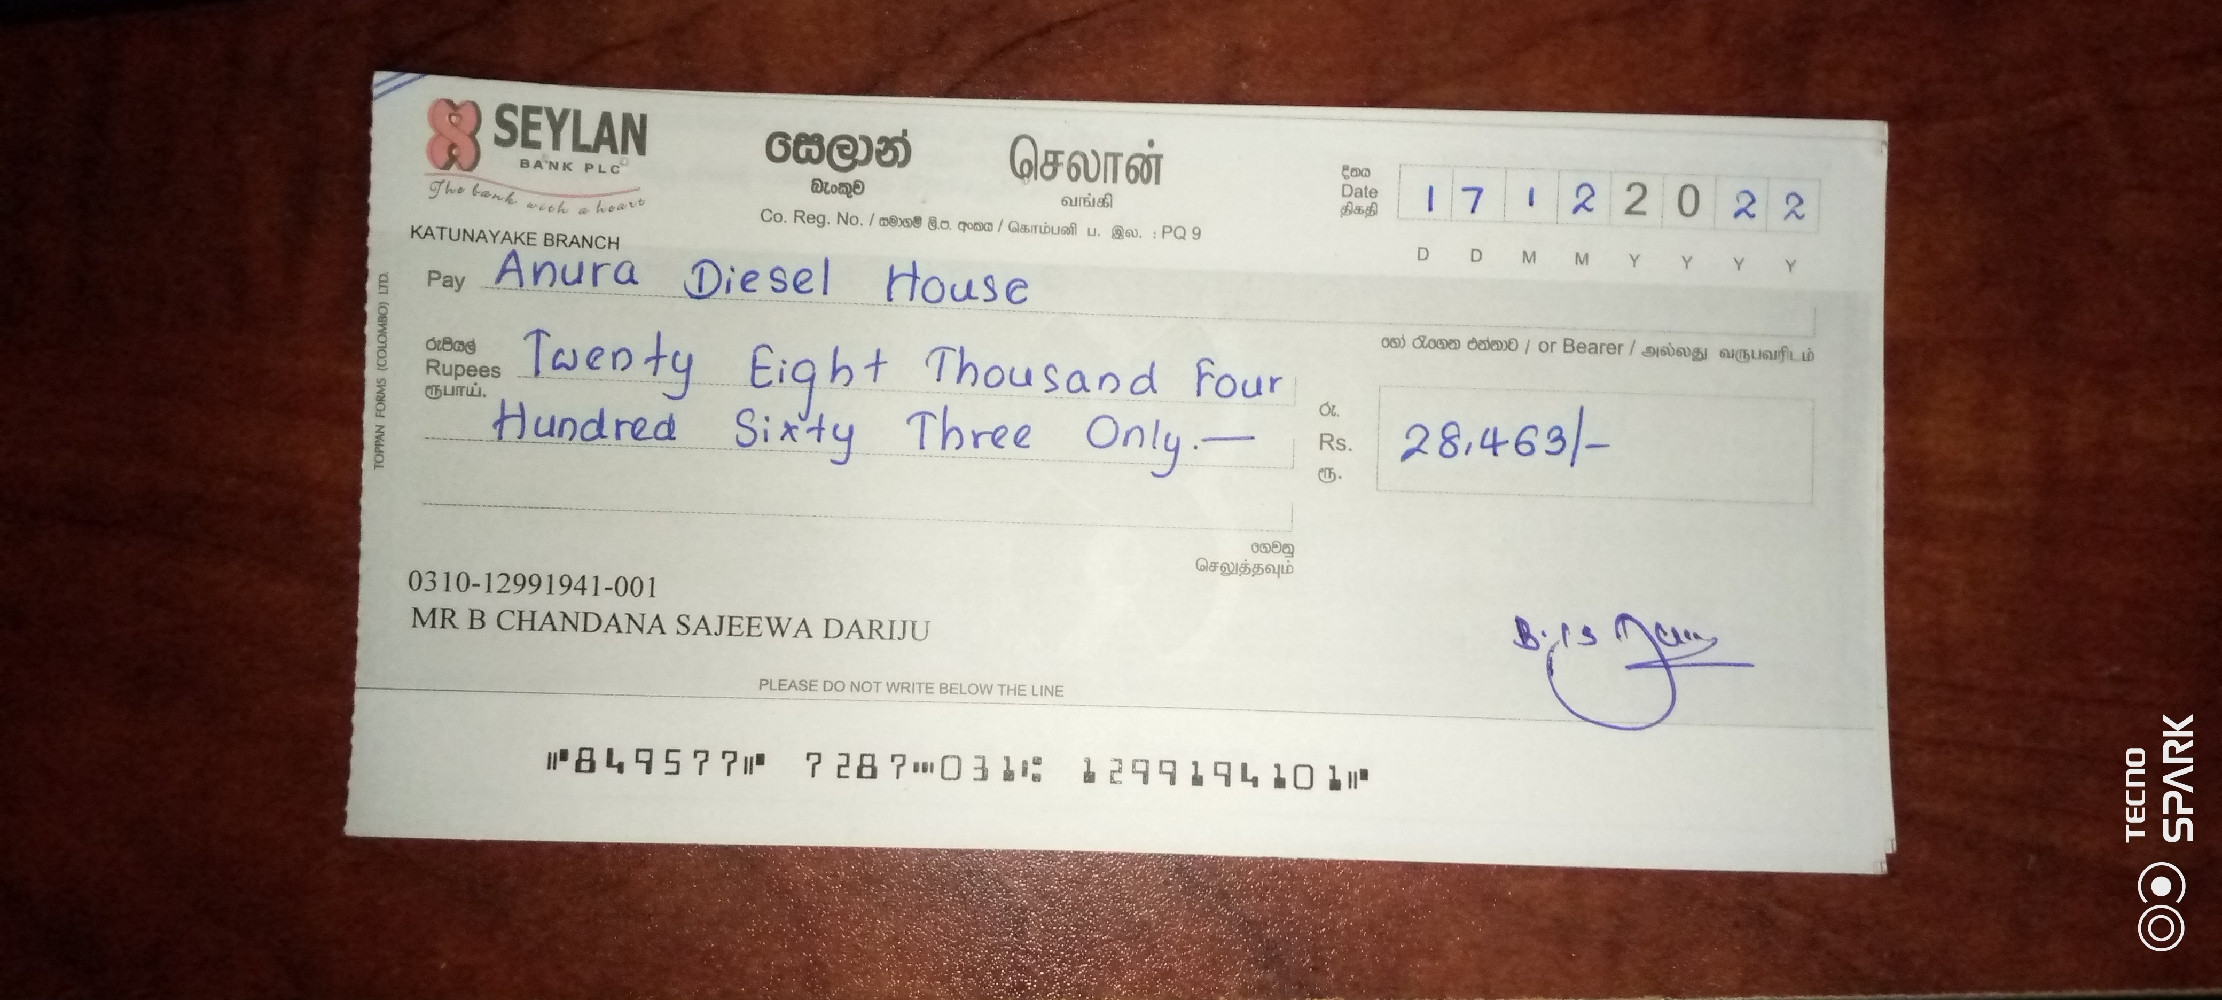 SEYLAN
BANK PLC
The bank with a heart
සෙලාන්
බැංකුව
செலான்
வங்கி
Co. Reg. No. / සමාගම් ලි.ප. අංකය / கொம்பனி ப. இல. : PQ 9
KATUNAYAKE BRANCH
දිනය
Date
திகதி
1 7 1 2 2 0 2 2
D D M M Y Y Y Y
Pay Anura Diesel House
හෝ රැගෙන එන්නාට / or Bearer / அல்லது வருபவரிடம்
රුපියල්
Rupees
ரூபாய்.
Twenty Eight Thousand Four
Hundred Sixty Three Only.—
රු.
Rs.
ரூ.
28,463/-
ගෙවනු
செலுத்தவும்
0310-12991941-001
MR B CHANDANA SAJEEWA DARIJU
PLEASE DO NOT WRITE BELOW THE LINE
⑈849577⑈ 7287⑉031⑆ 1299194101⑈
TOPPAN FORMS (COLOMBO) LTD.
TECNO
SPARK